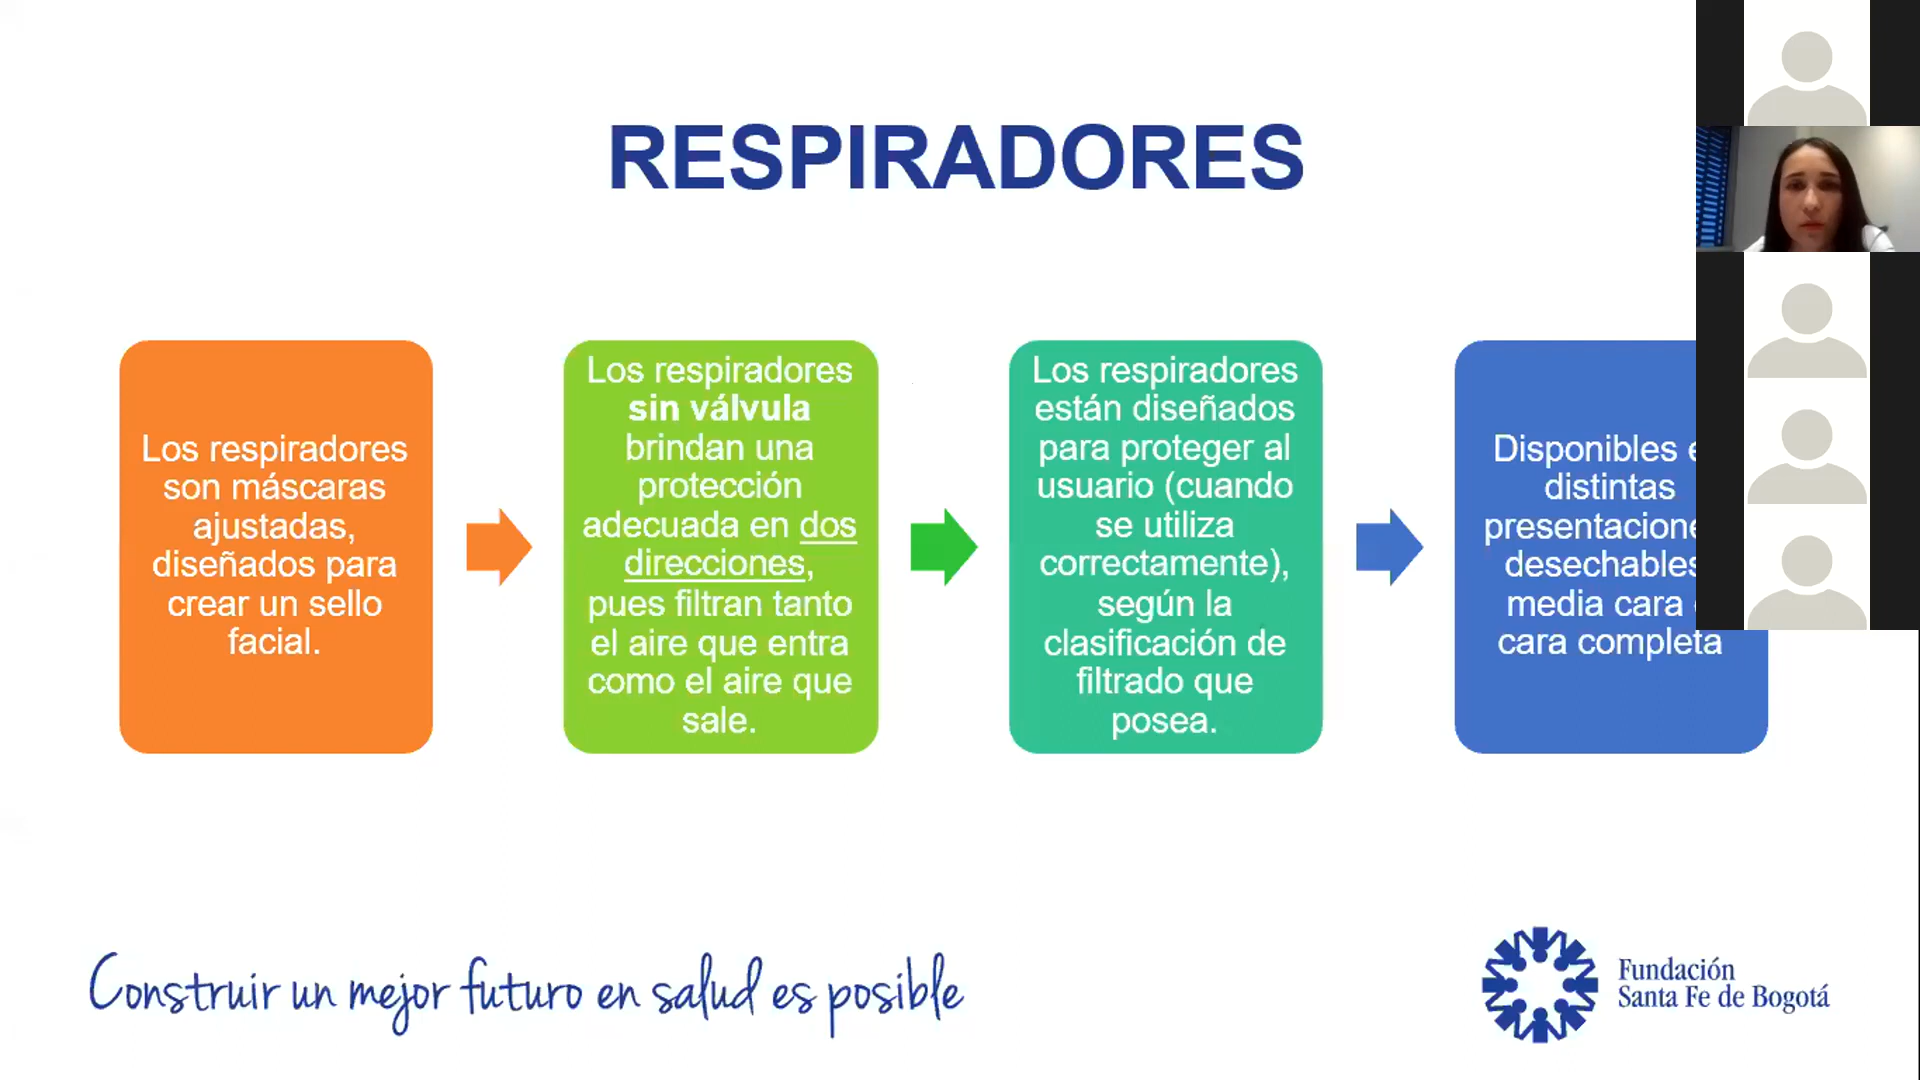 RESPIRADORES
Los respiradores
son máscaras
ajustadas,
diseñados para
crear un sello
facial.
Los respiradores
sin válvula
brindan una
protección
adecuada en dos
direcciones,
pues filtran tanto
el aire que entra
como el aire que
sale.
Los respiradores
están diseñados
para proteger al
usuario (cuando
se utiliza
correctamente),
según la
clasificación de
filtrado que
posea.
Disponibles
distintas
presentacione
desechables
media cara
cara completa
Construir un mejor futuro en salud es posible
Fundación
Santa Fe de Bogotá